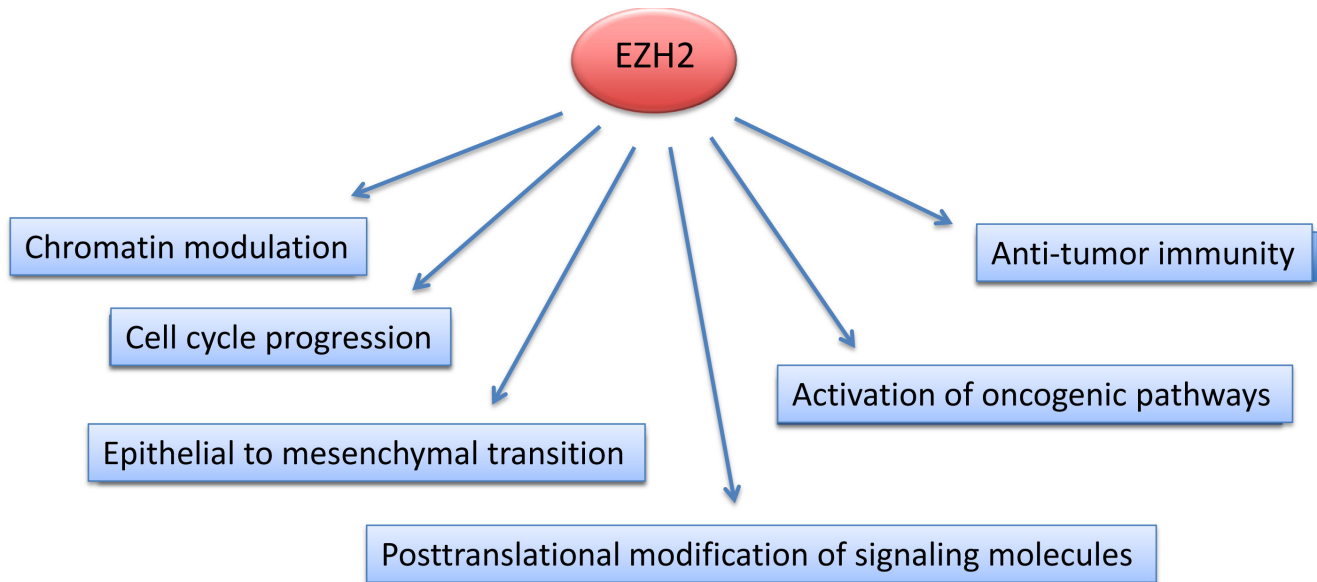 EZH2
Chromatin modulation
Anti-tumor immunity
Cell cycle progression
Activation of oncogenic pathways
Epithelial to mesenchymal transition
Posttranslational modification of signaling molecules